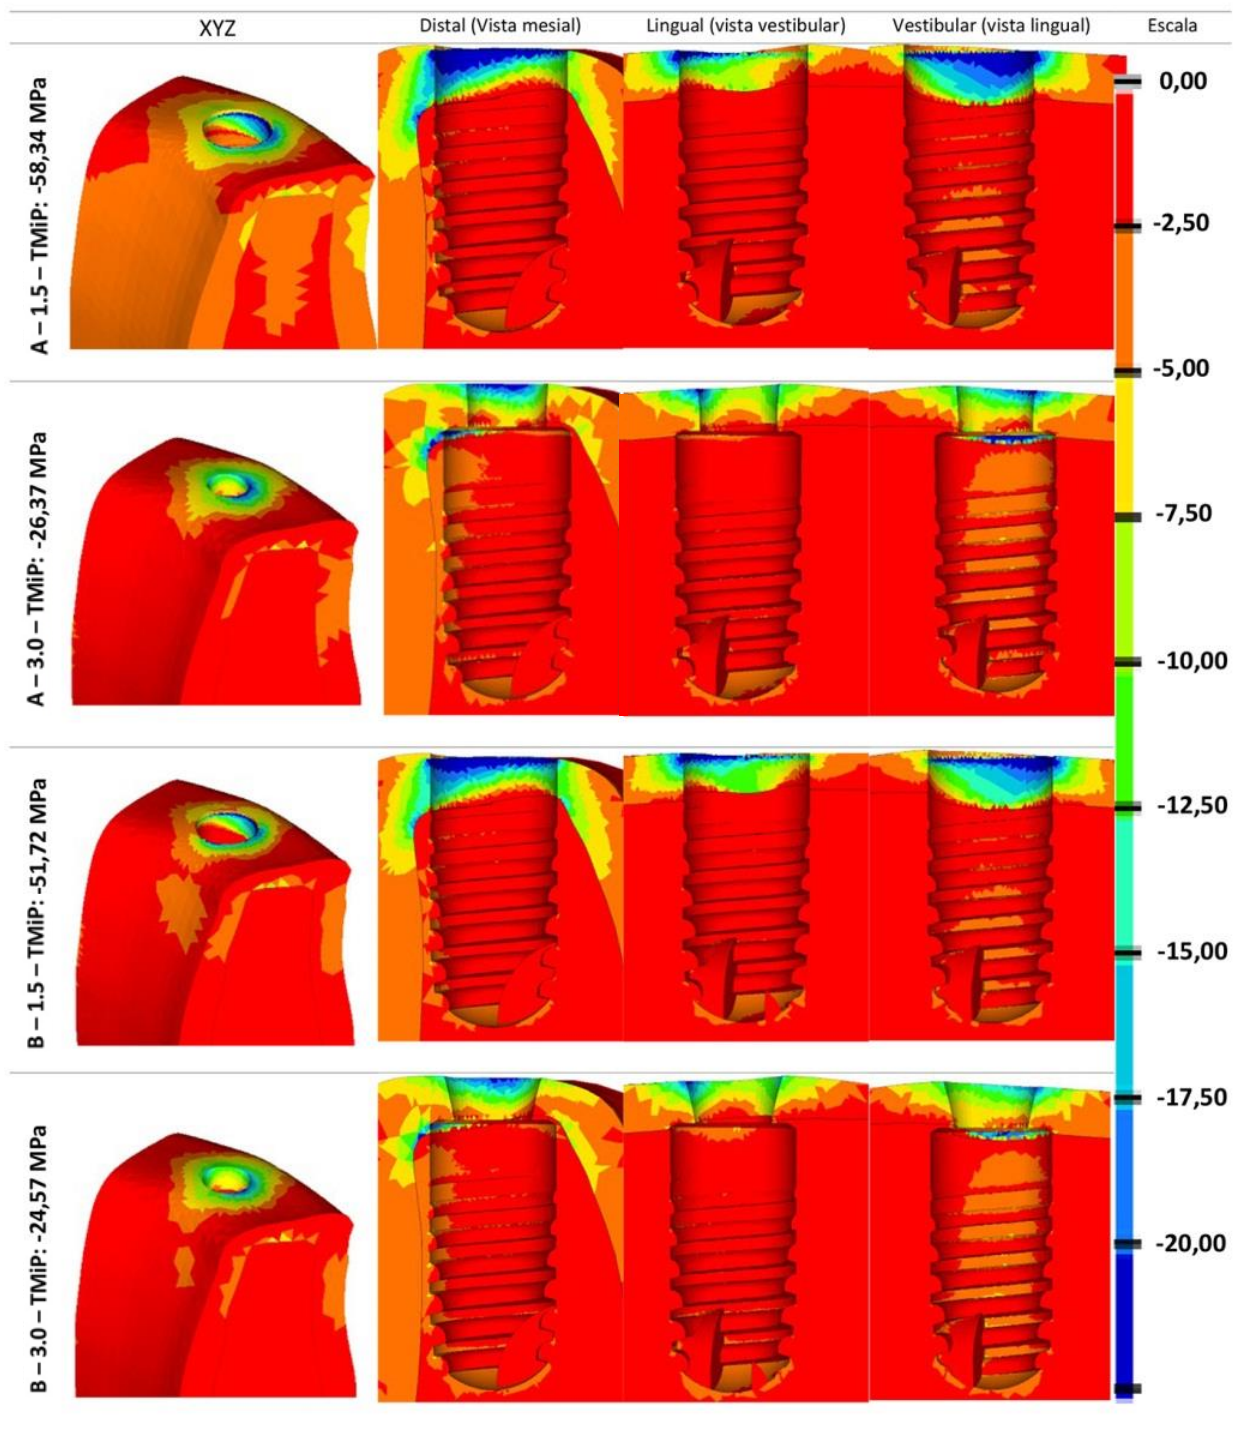 XYZ
Distal (Vista mesial)
Lingual (vista vestibular)
Vestibular (vista lingual)
Escala
A – 1.5 – TMiP: -58,34 MPa
A – 3.0 – TMiP: -26,37 MPa
B – 1.5 – TMiP: -51,72 MPa
B – 3.0 – TMiP: -24,57 MPa
0,00
-2,50
-5,00
-7,50
-10,00
-12,50
-15,00
-17,50
-20,00